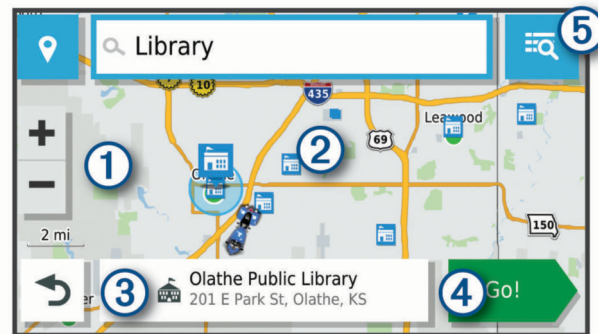 Library
5
10
435
Leawood
69
1
2
Olathe
2 mi
150
3
Olathe Public Library
201 E Park St, Olathe, KS
4
Go!